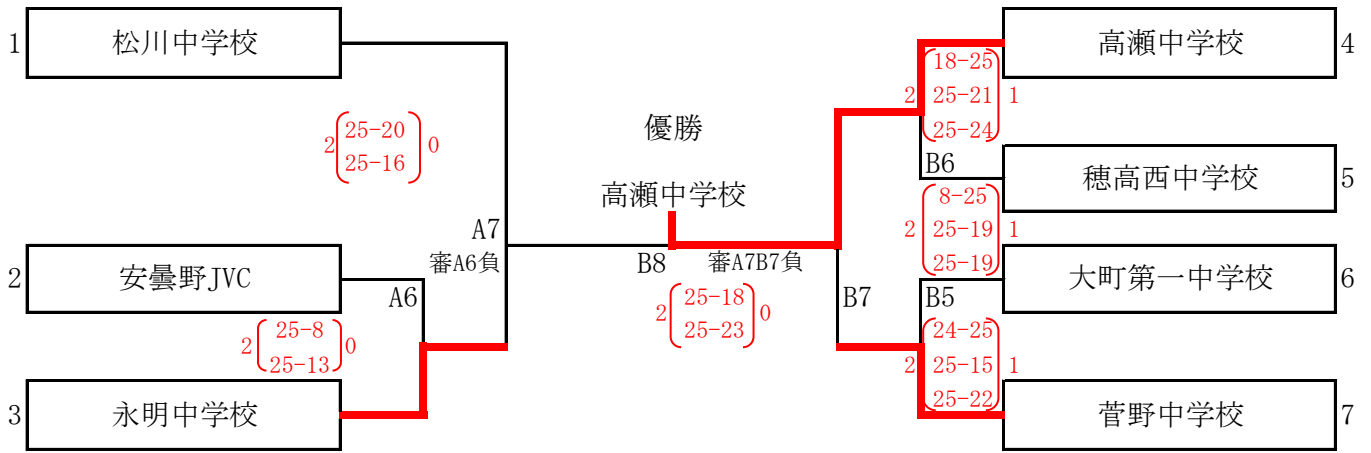 1 松川中学校
2 25-20 0
25-16
A7
審A6負
2 安曇野JVC
A6
2 25-8 0
25-13
3 永明中学校
優勝
高瀬中学校
B8 審A7B7負
2 25-18 0
25-23
高瀬中学校 4
18-25
2 25-21 1
25-24
B6
穂高西中学校 5
8-25
2 25-19 1
25-19
B7
大町第一中学校 6
B5
24-25
2 25-15 1
25-22
菅野中学校 7